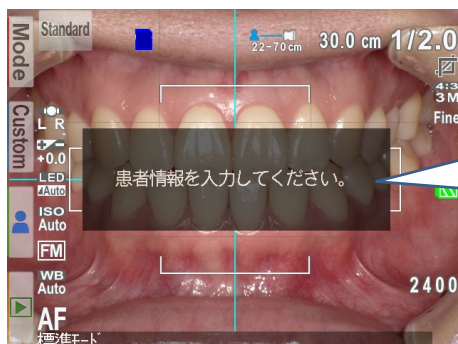 Standard
22-70cm
30.0 cm
1/2.0
Mode
4:3
3M
Fine
Custom
L R
+0.0
LED
Auto
患者情報を入力してください。
ISO
Auto
FM
WB
Auto
2400
AF
標準モード